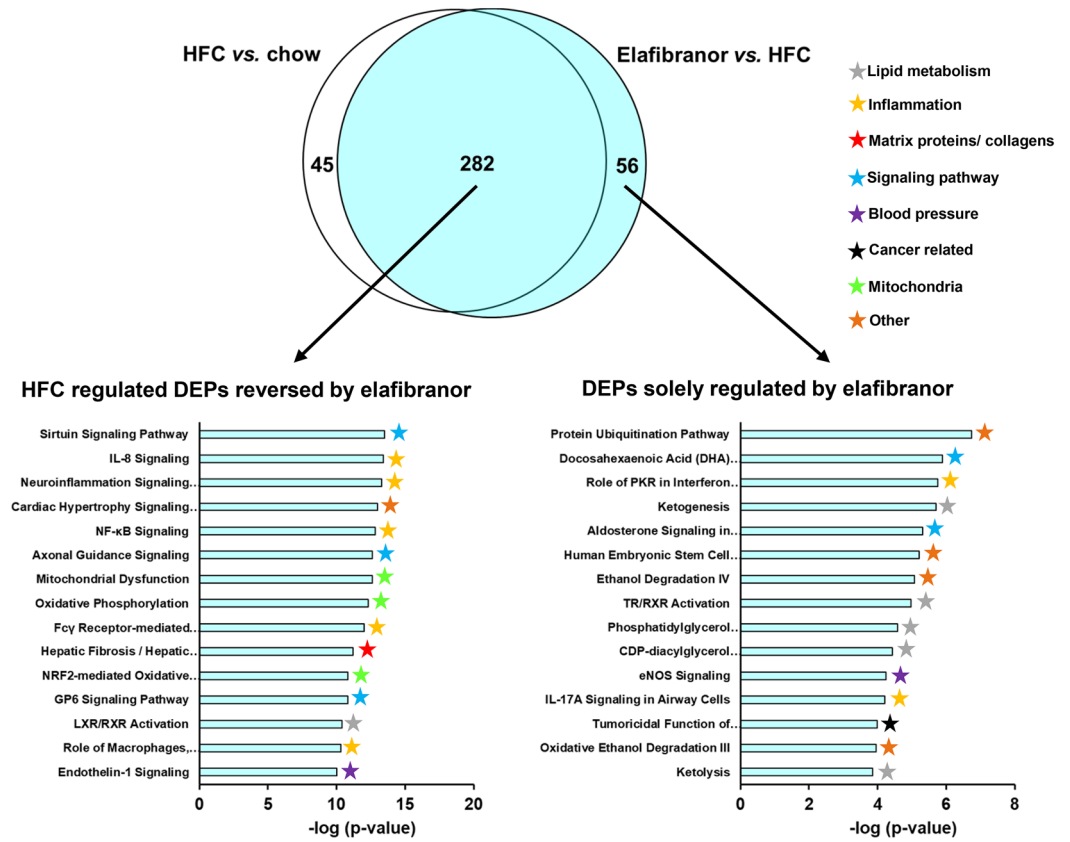 HFC vs. chow
Elafibranor vs. HFC
45
282
56
Lipid metabolism
Inflammation
Matrix proteins/ collagens
Signaling pathway
Blood pressure
Cancer related
Mitochondria
Other
HFC regulated DEPs reversed by elafibranor
Sirtuin Signaling Pathway
IL-8 Signaling
Neuroinflammation Signaling..
Cardiac Hypertrophy Signaling..
NF-κB Signaling
Axonal Guidance Signaling
Mitochondrial Dysfunction
Oxidative Phosphorylation
Fcγ Receptor-mediated..
Hepatic Fibrosis / Hepatic..
NRF2-mediated Oxidative..
GP6 Signaling Pathway
LXR/RXR Activation
Role of Macrophages,..
Endothelin-1 Signaling
0 5 10 15 20
-log (p-value)
DEPs solely regulated by elafibranor
Protein Ubiquitination Pathway
Docosahexaenoic Acid (DHA)..
Role of PKR in Interferon..
Ketogenesis
Aldosterone Signaling in..
Human Embryonic Stem Cell..
Ethanol Degradation IV
TR/RXR Activation
Phosphatidylglycerol..
CDP-diacylglycerol..
eNOS Signaling
IL-17A Signaling in Airway Cells
Tumoricidal Function of..
Oxidative Ethanol Degradation III
Ketolysis
0 2 4 6 8
-log (p-value)